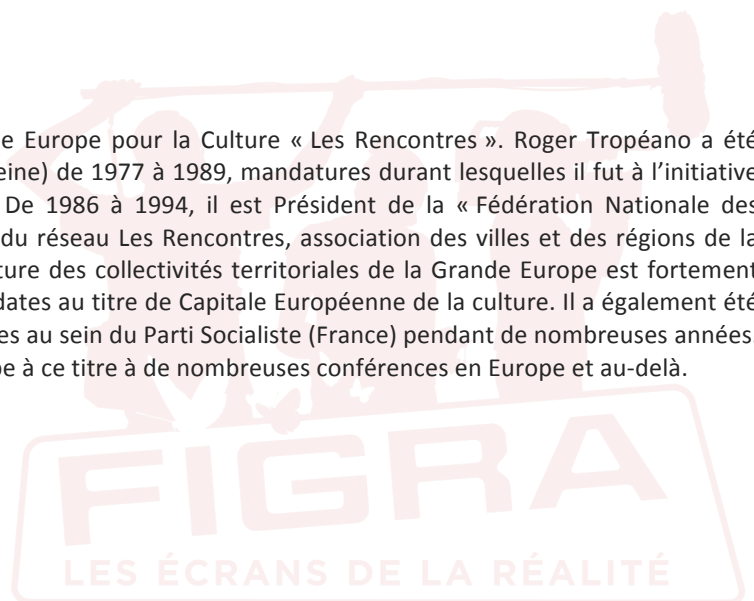 e Europe pour la Culture « Les Rencontres ». Roger Tropéano a été
eine) de 1977 à 1989, mandatures durant lesquelles il fut à l’initiative
De 1986 à 1994, il est Président de la « Fédération Nationale des
du réseau Les Rencontres, association des villes et des régions de la
ture des collectivités territoriales de la Grande Europe est fortement
dates au titre de Capitale Européenne de la culture. Il a également été
es au sein du Parti Socialiste (France) pendant de nombreuses années.
pe à ce titre à de nombreuses conférences en Europe et au-delà.
FIGRA
LES ÉCRANS DE LA RÉALITÉ